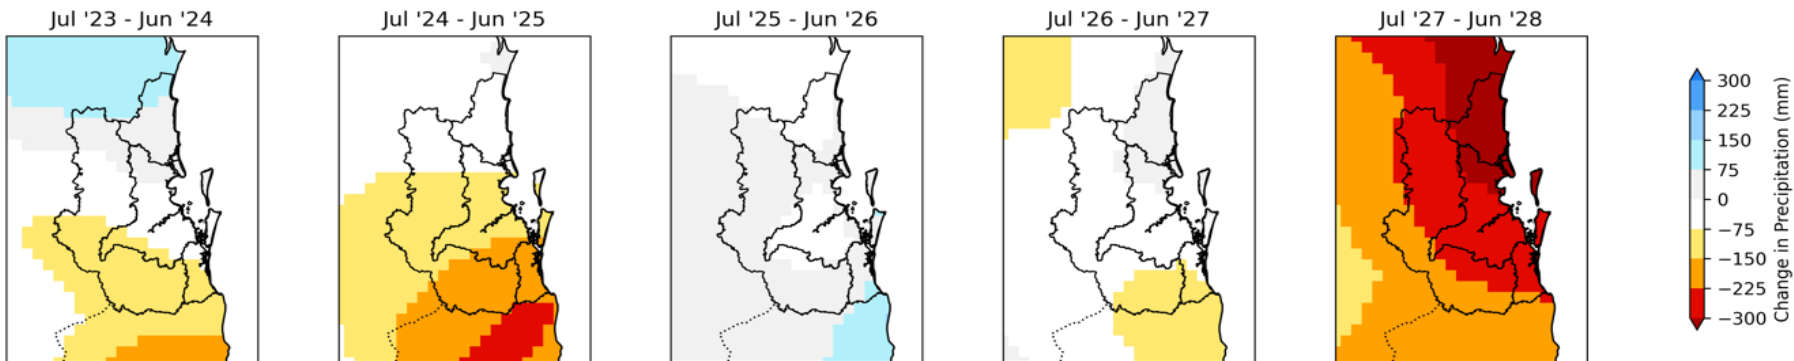 Jul '23 - Jun '24
Jul '24 - Jun '25
Jul '25 - Jun '26
Jul '26 - Jun '27
Jul '27 - Jun '28
300
225
150
75
0
−75
−150
−225
−300
Change in Precipitation (mm)